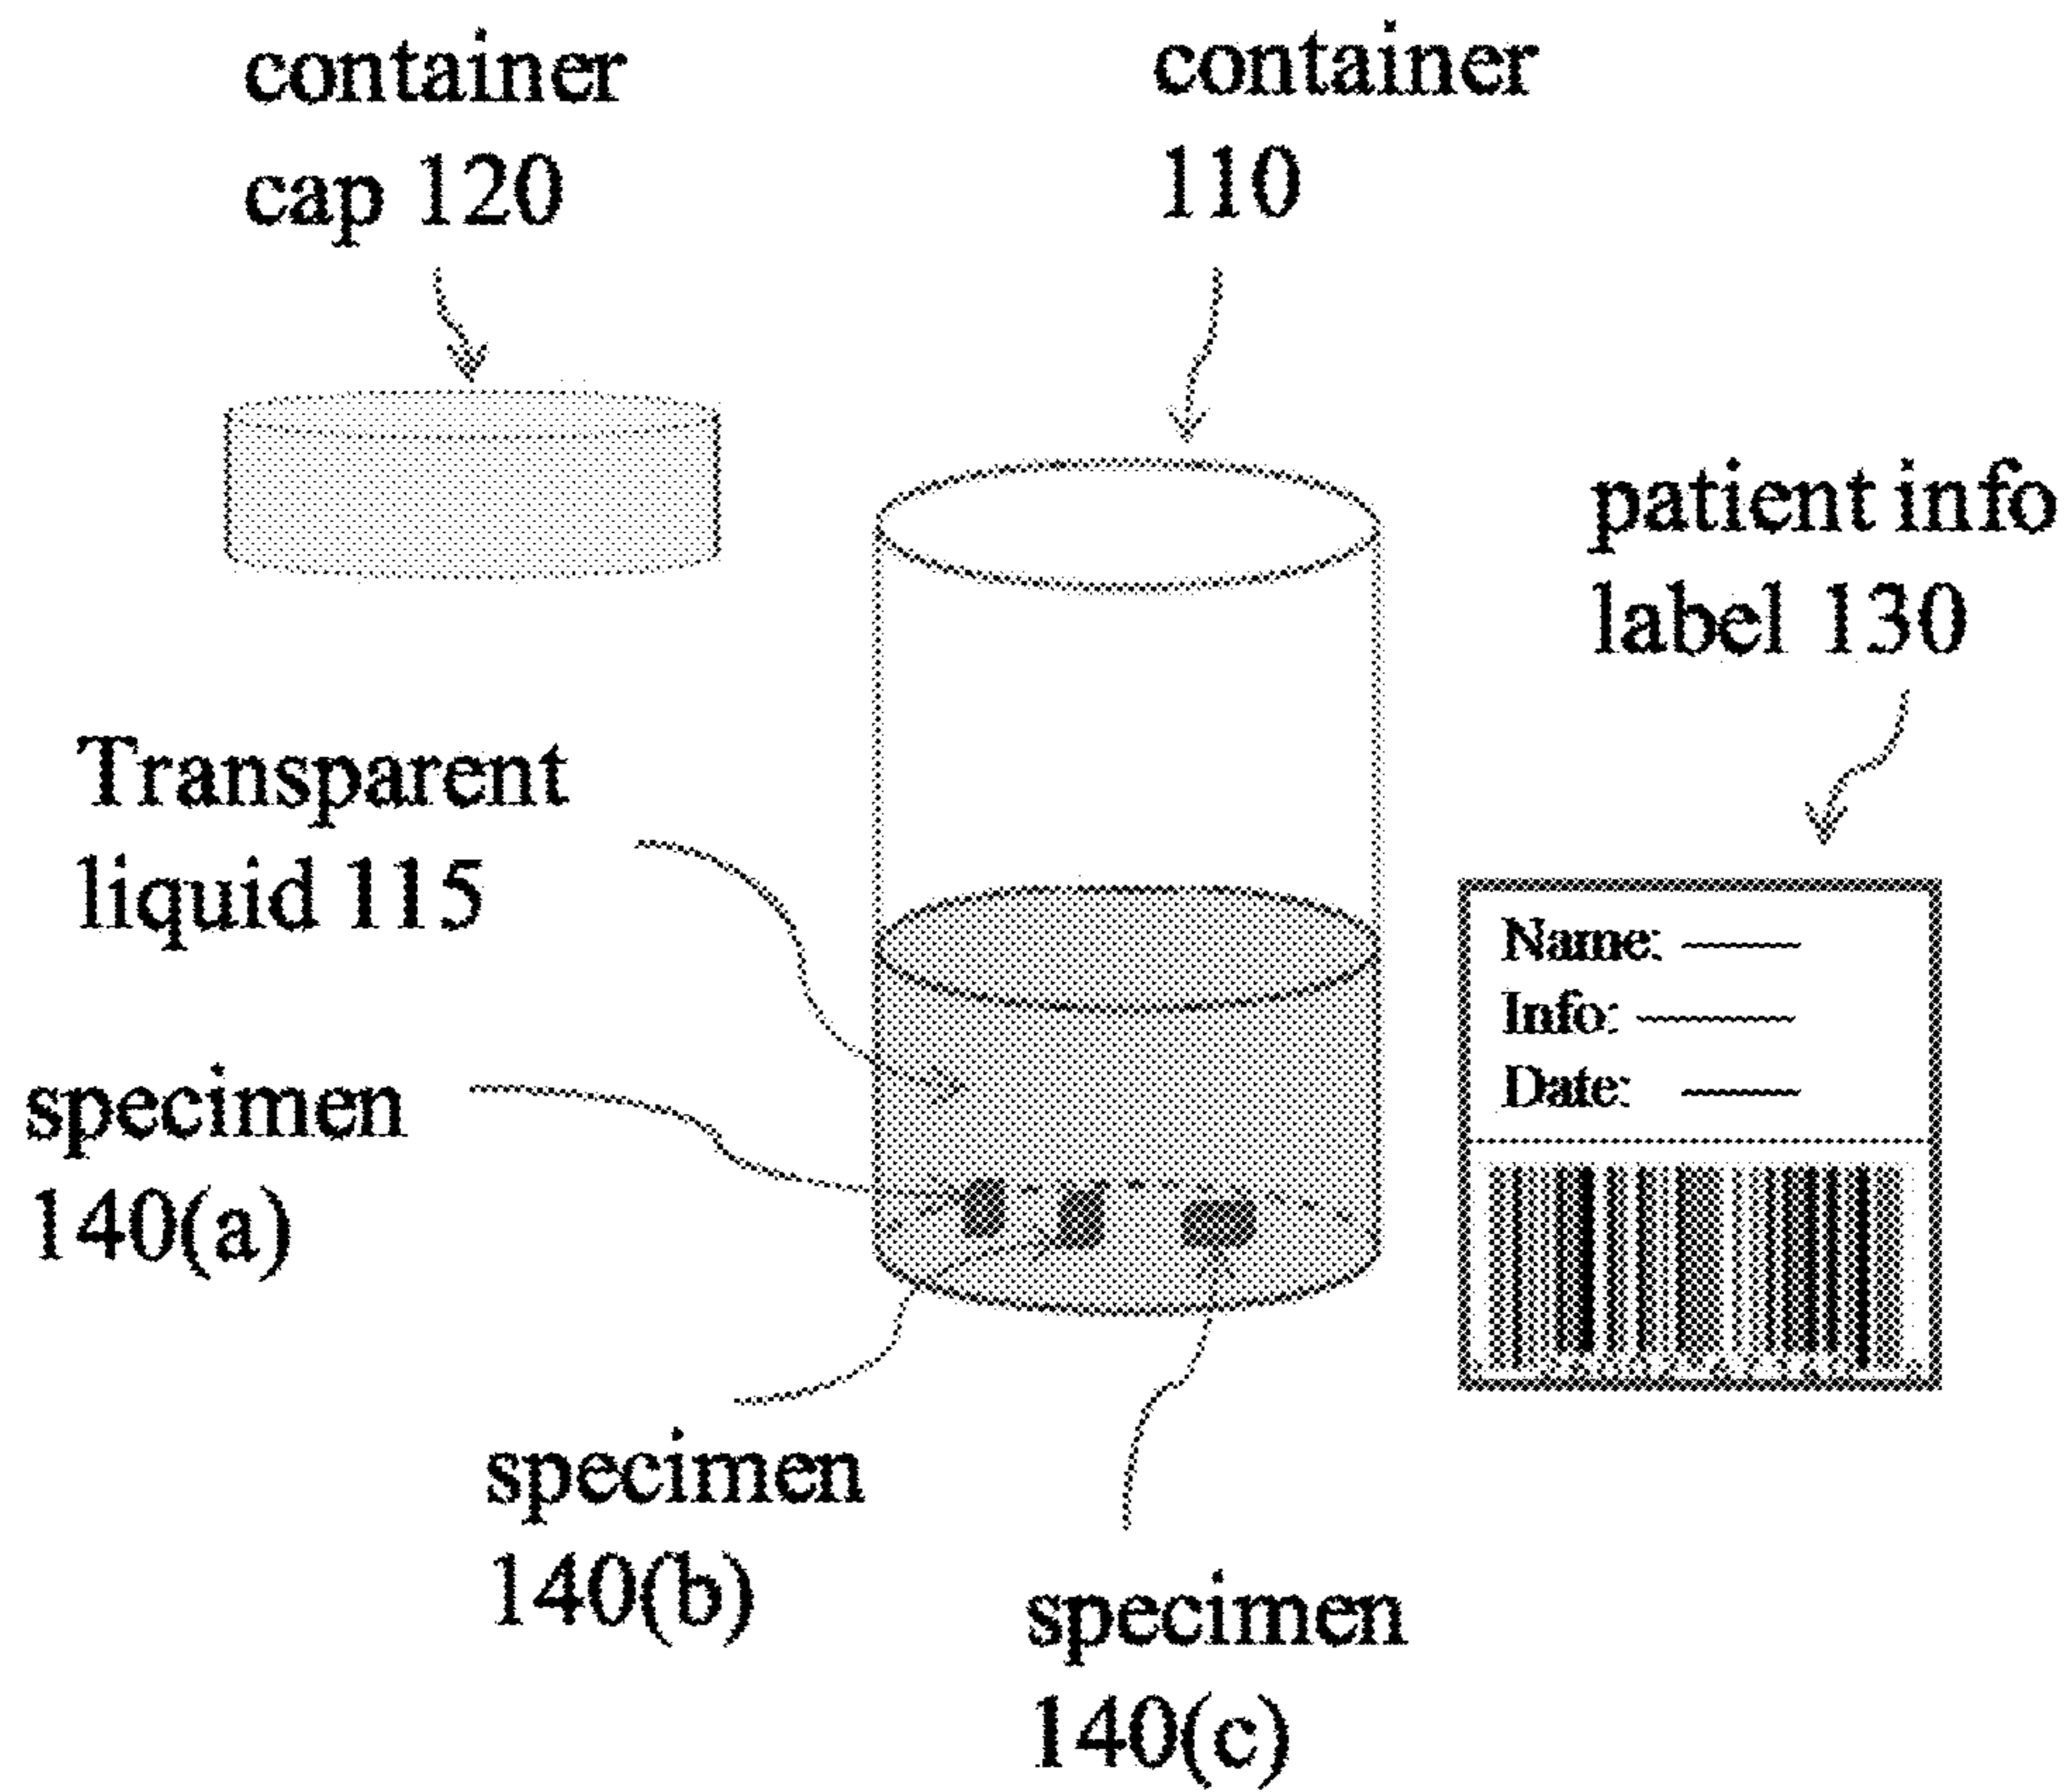 container
cap 120
container
110
patient info
label 130
Transparent
liquid 115
Name:
Info:
Date:
specimen
140(a)
specimen
140(b)
specimen
140(c)